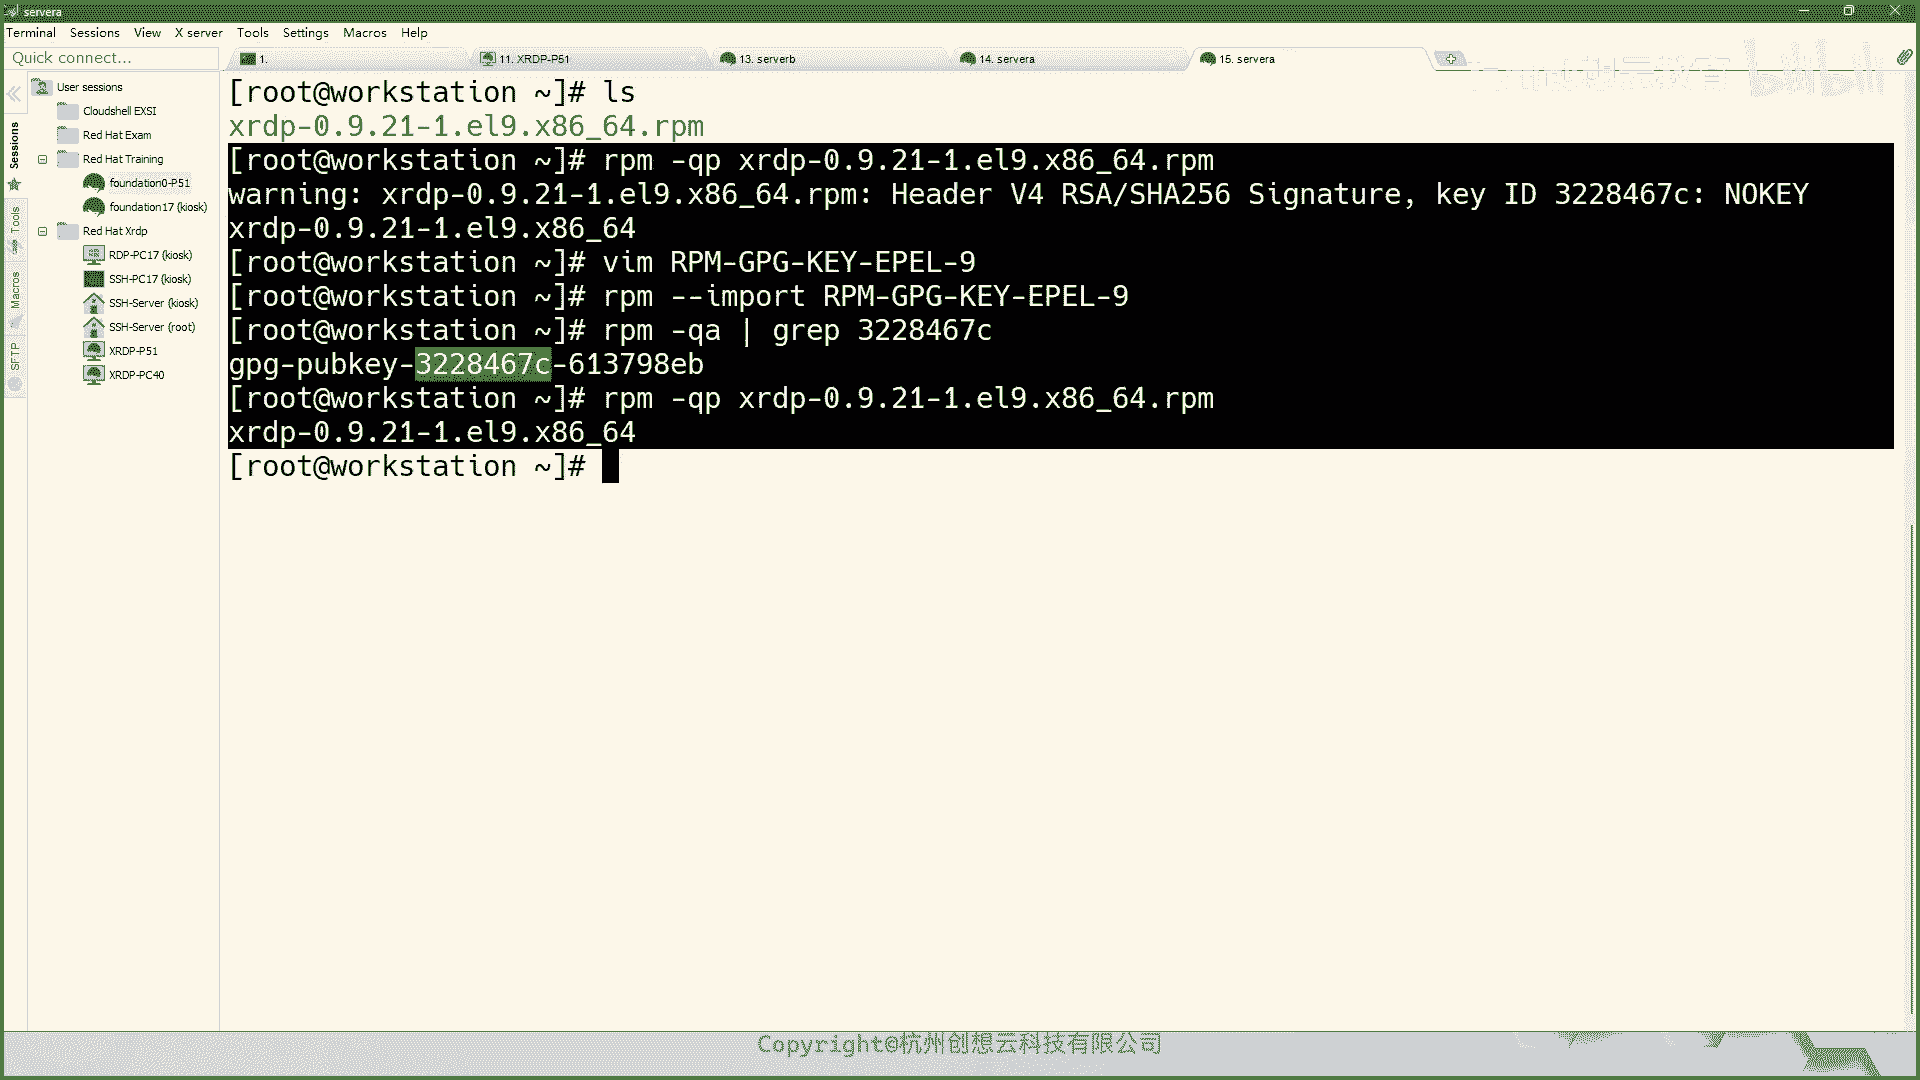 servera
Terminal Sessions View X server Tools Settings Macros Help
Quick connect...
1.
11. XRDP-P51
13. serverb
14. servera
15. servera
Sessions
Tools
Macros
SFTP
User sessions
Cloudshell EXSI
Red Hat Exam
Red Hat Training
foundation0-P51
foundation17 (kiosk)
Red Hat Xrdp
RDP-PC17 (kiosk)
SSH-PC17 (kiosk)
SSH-Server (kiosk)
SSH-Server (root)
XRDP-P51
XRDP-PC40
[root@workstation ~]# ls
xrdp-0.9.21-1.el9.x86_64.rpm
[root@workstation ~]# rpm -qp xrdp-0.9.21-1.el9.x86_64.rpm
warning: xrdp-0.9.21-1.el9.x86_64.rpm: Header V4 RSA/SHA256 Signature, key ID 3228467c: NOKEY
xrdp-0.9.21-1.el9.x86_64
[root@workstation ~]# vim RPM-GPG-KEY-EPEL-9
[root@workstation ~]# rpm --import RPM-GPG-KEY-EPEL-9
[root@workstation ~]# rpm -qa | grep 3228467c
gpg-pubkey-3228467c-613798eb
[root@workstation ~]# rpm -qp xrdp-0.9.21-1.el9.x86_64.rpm
xrdp-0.9.21-1.el9.x86_64
[root@workstation ~]#
Copyright©杭州创想云科技有限公司